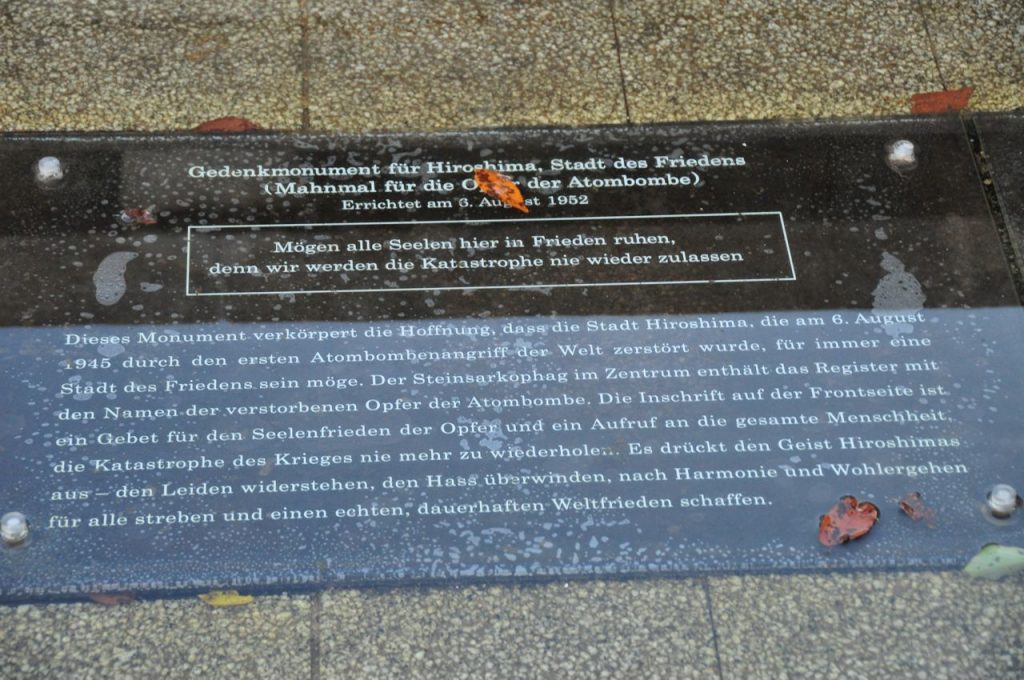 Gedenkmonument für Hiroshima, Stadt des Friedens
(Mahnmal für die Opfer der Atombombe)
Errichtet am 6. August 1952
Mögen alle Seelen hier in Frieden ruhen,
denn wir werden die Katastrophe nie wieder zulassen
Dieses Monument verkörpert die Hoffnung, dass die Stadt Hiroshima, die am 6. August
1945 durch den ersten Atombombenangriff der Welt zerstört wurde, für immer eine
Stadt des Friedens sein möge. Der Steinsarkophag im Zentrum enthält das Register mit
den Namen der verstorbenen Opfer der Atombombe. Die Inschrift auf der Frontseite ist
ein Gebet für den Seelenfrieden der Opfer und ein Aufruf an die gesamte Menschheit,
die Katastrophe des Krieges nie mehr zu wiederholen. Es drückt den Geist Hiroshimas
aus – den Leiden widerstehen, den Hass überwinden, nach Harmonie und Wohlergehen
für alle streben und einen echten, dauerhaften Weltfrieden schaffen.